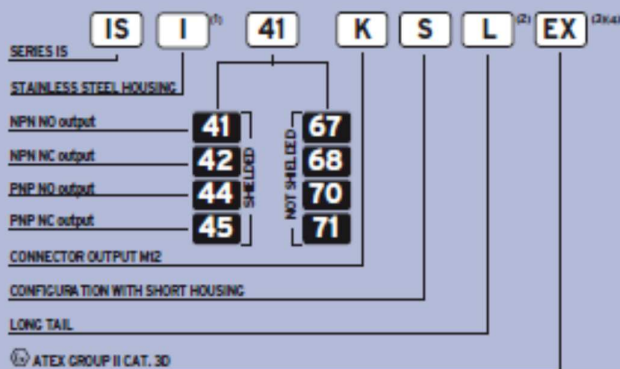 IS I (1) 41 K S L (2) EX (3)(4)
SERIES IS
STAINLESS STEEL HOUSING
NPN NO output 41 67
NPN NC output 42 68
PNP NO output 44 70
PNP NC output 45 71
SHIELDED
NOT SHIELDED
CONNECTOR OUTPUT M12
CONFIGURATION WITH SHORT HOUSING
LONG TAIL
Ex ATEX GROUP II CAT. 3D